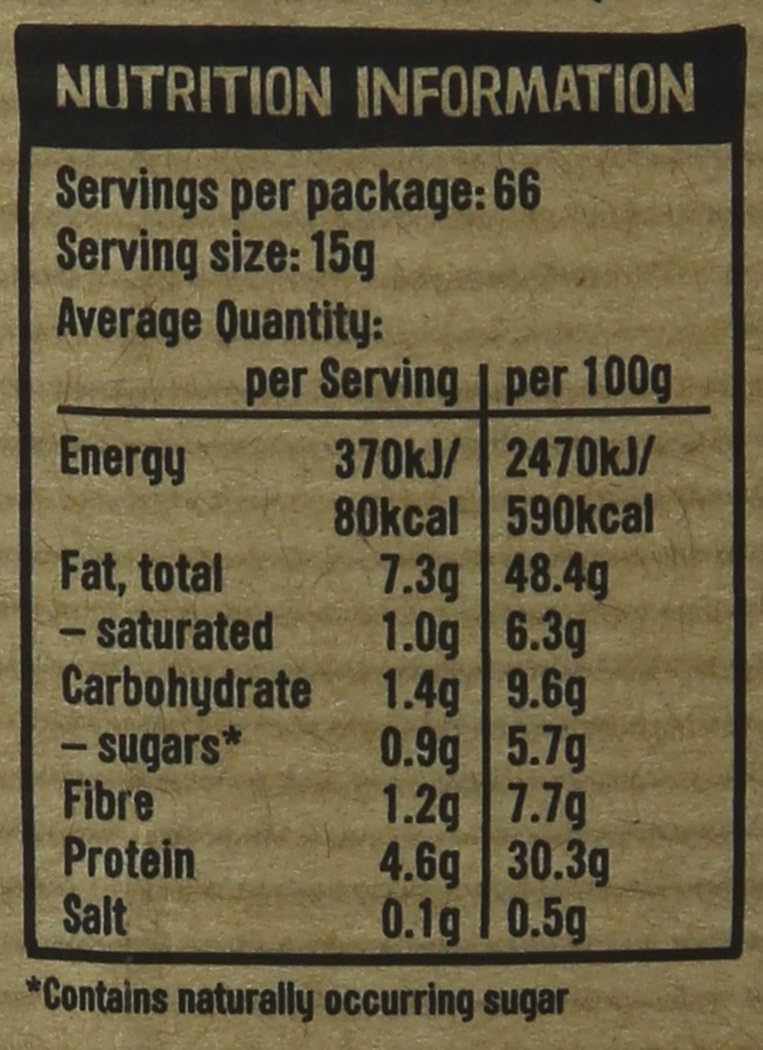 NUTRITION INFORMATION
Servings per package: 66
Serving size: 15g
Average Quantity:
per Serving per 100g
Energy 370kJ/ 2470kJ/
80kcal 590kcal
Fat, total 7.3g 48.4g
– saturated 1.0g 6.3g
Carbohydrate 1.4g 9.6g
– sugars* 0.9g 5.7g
Fibre 1.2g 7.7g
Protein 4.6g 30.3g
Salt 0.1g 0.5g
*Contains naturally occurring sugar